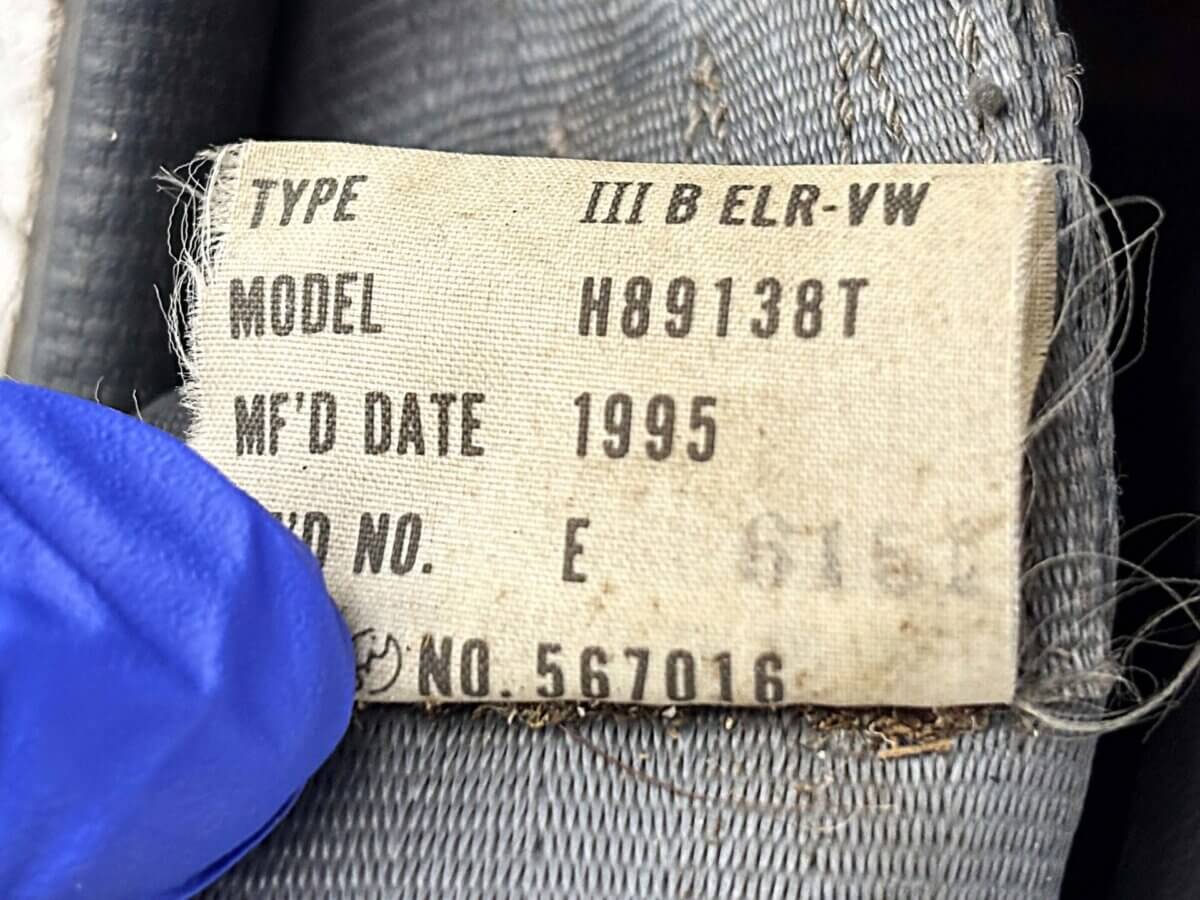 TYPE III B ELR-VW
MODEL H89138T
MF'D DATE 1995
'D NO. E
NO. 567016